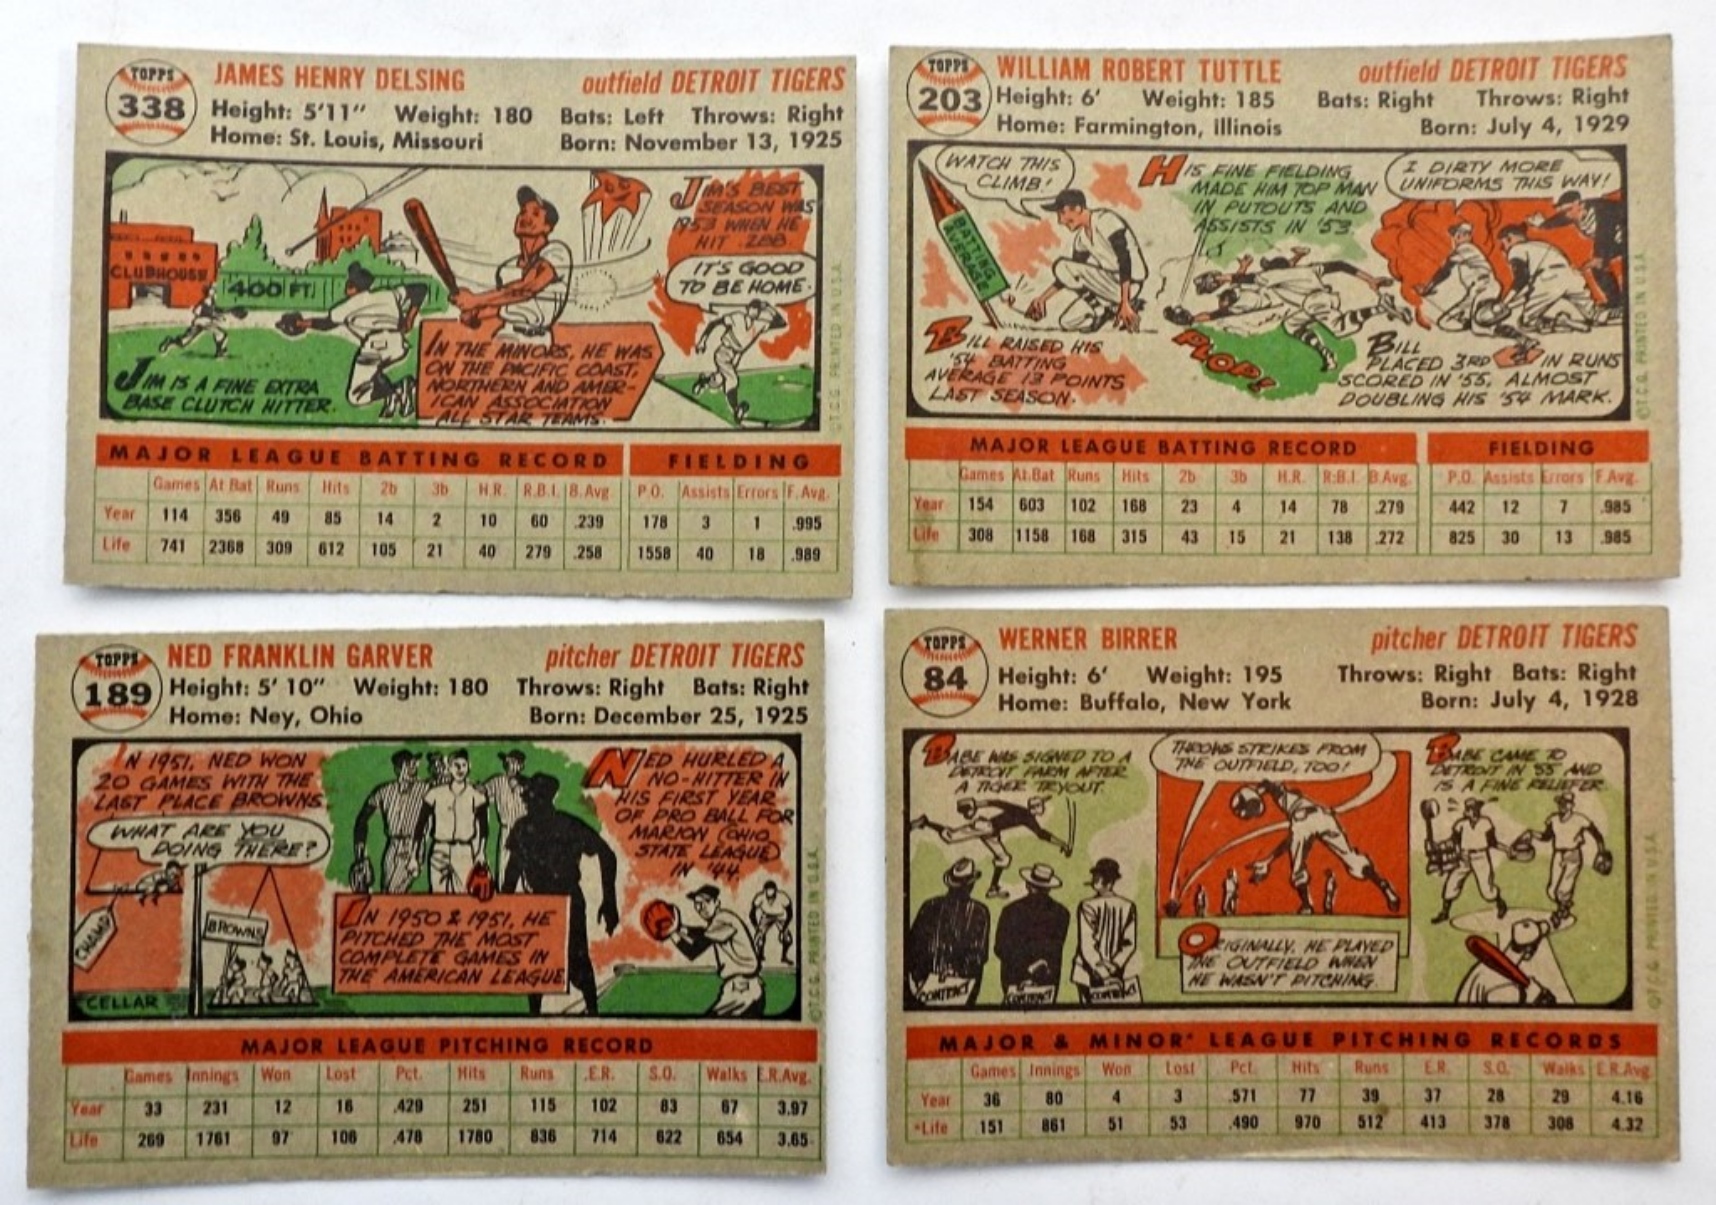 TOPPS
338
JAMES HENRY DELSING outfield DETROIT TIGERS
Height: 5'11" Weight: 180 Bats: Left Throws: Right
Home: St. Louis, Missouri Born: November 13, 1925
CLUBHOUSE
400 FT.
JIM IS A FINE EXTRA
BASE CLUTCH HITTER.
IN THE MINORS, HE WAS
ON THE PACIFIC COAST,
NORTHERN AND AMER-
ICAN ASSOCIATION
ALL STAR TEAMS.
JIM'S BEST
SEASON WAS
1953 WHEN HE
HIT .288
IT'S GOOD
TO BE HOME.
©T.C.G. PRINTED IN U.S.A.
MAJOR LEAGUE BATTING RECORD FIELDING
Games At Bat Runs Hits 2b 3b H.R. R.B.I. B.Avg. P.O. Assists Errors F. Avg.
Year 114 356 49 85 14 2 10 60 .239 178 3 1 .995
Life 741 2368 309 612 105 21 40 279 .258 1558 40 18 .989
TOPPS
203
WILLIAM ROBERT TUTTLE outfield DETROIT TIGERS
Height: 6' Weight: 185 Bats: Right Throws: Right
Home: Farmington, Illinois Born: July 4, 1929
WATCH THIS
CLIMB!
BATTING
AVERAGE
BILL RAISED HIS
'54 BATTING
AVERAGE 13 POINTS
LAST SEASON.
HIS FINE FIELDING
MADE HIM TOP MAN
IN PUTOUTS AND
ASSISTS IN '53
PLOP!
I DIRTY MORE
UNIFORMS THIS WAY!
BILL
PLACED 3RD IN RUNS
SCORED IN '55, ALMOST
DOUBLING HIS '54 MARK.
©T.C.G. PRINTED IN U.S.A.
MAJOR LEAGUE BATTING RECORD FIELDING
Games At.Bat Runs Hits 2b 3b H.R. R.B.I. B.Avg. P.O. Assists Errors F. Avg.
Year 154 603 102 168 23 4 14 78 .279 442 12 7 .985
Life 308 1158 168 315 43 15 21 138 .272 825 30 13 .985
TOPPS
189
NED FRANKLIN GARVER pitcher DETROIT TIGERS
Height: 5' 10" Weight: 180 Throws: Right Bats: Right
Home: Ney, Ohio Born: December 25, 1925
IN 1951, NED WON
20 GAMES WITH THE
LAST PLACE BROWNS.
WHAT ARE YOU
DOING THERE?
CHAMP
BROWNS
CELLAR
IN 1950 & 1951, HE
PITCHED THE MOST
COMPLETE GAMES IN
THE AMERICAN LEAGUE
NED HURLED A
NO-HITTER IN
HIS FIRST YEAR
OF PRO BALL FOR
MARION (OHIO
STATE LEAGUE)
IN '44.
©T.C.G. PRINTED IN U.S.A.
MAJOR LEAGUE PITCHING RECORD
Games Innings Won Lost Pct. Hits Runs E.R. S.O. Walks E.R.Avg.
Year 33 231 12 16 .429 251 115 102 83 67 3.97
Life 269 1761 97 106 .478 1780 836 714 622 654 3.65
TOPPS
84
WERNER BIRRER pitcher DETROIT TIGERS
Height: 6' Weight: 195 Throws: Right Bats: Right
Home: Buffalo, New York Born: July 4, 1928
BABE WAS SIGNED TO A
DETROIT FARM AFTER
A TIGER TRYOUT.
CONTRACT
CONTRACT
CONTRACT
THROWS STRIKES FROM
THE OUTFIELD, TOO!
ORIGINALLY, HE PLAYED
THE OUTFIELD WHEN
HE WASN'T PITCHING.
BABE CAME TO
DETROIT IN '55 AND
IS A FINE RELIEFER.
©T.C.G. PRINTED IN U.S.A.
MAJOR & MINOR* LEAGUE PITCHING RECORDS
Games Innings Won Lost Pct. Hits Runs E.R. S.O. Walks E.R.Avg.
Year 36 80 4 3 .571 77 39 37 28 29 4.16
*Life 151 861 51 53 .490 970 512 413 378 308 4.32